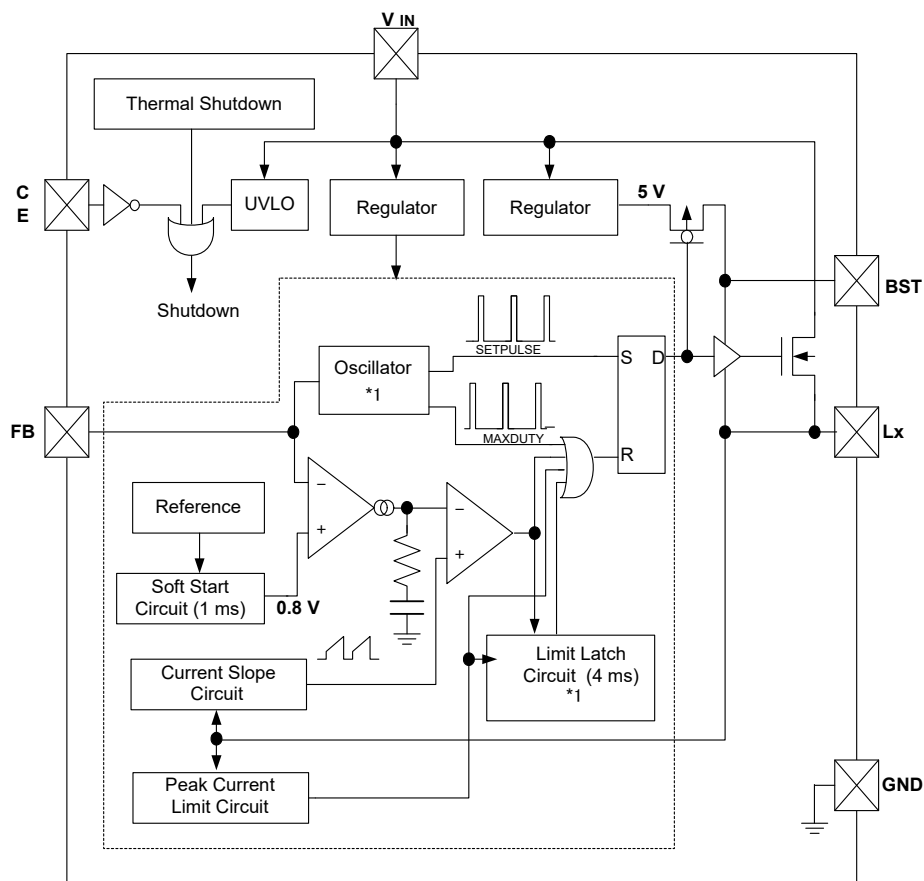 V IN
Thermal Shutdown
C
E
UVLO
Regulator
Regulator
5 V
Shutdown
BST
SETPULSE
Oscillator
*1
S D
MAXDUTY
R
FB
Lx
−
+
−
+
Reference
Soft Start
Circuit (1 ms)
0.8 V
Limit Latch
Circuit (4 ms)
*1
Current Slope
Circuit
Peak Current
Limit Circuit
GND